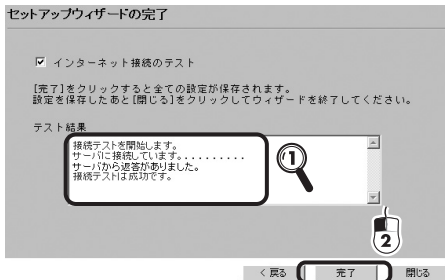 セットアップウィザードの完了
インターネット接続のテスト
[完了]をクリックすると全ての設定が保存されます。
設定を保存したあと[閉じる]をクリックしてウィザードを終了してください。
テスト結果
接続テストを開始します。
サーバに接続しています。. . . . . . . . . .
サーバから返答がありました。
接続テストは成功です。
1
2
< 戻る 完了 閉じる